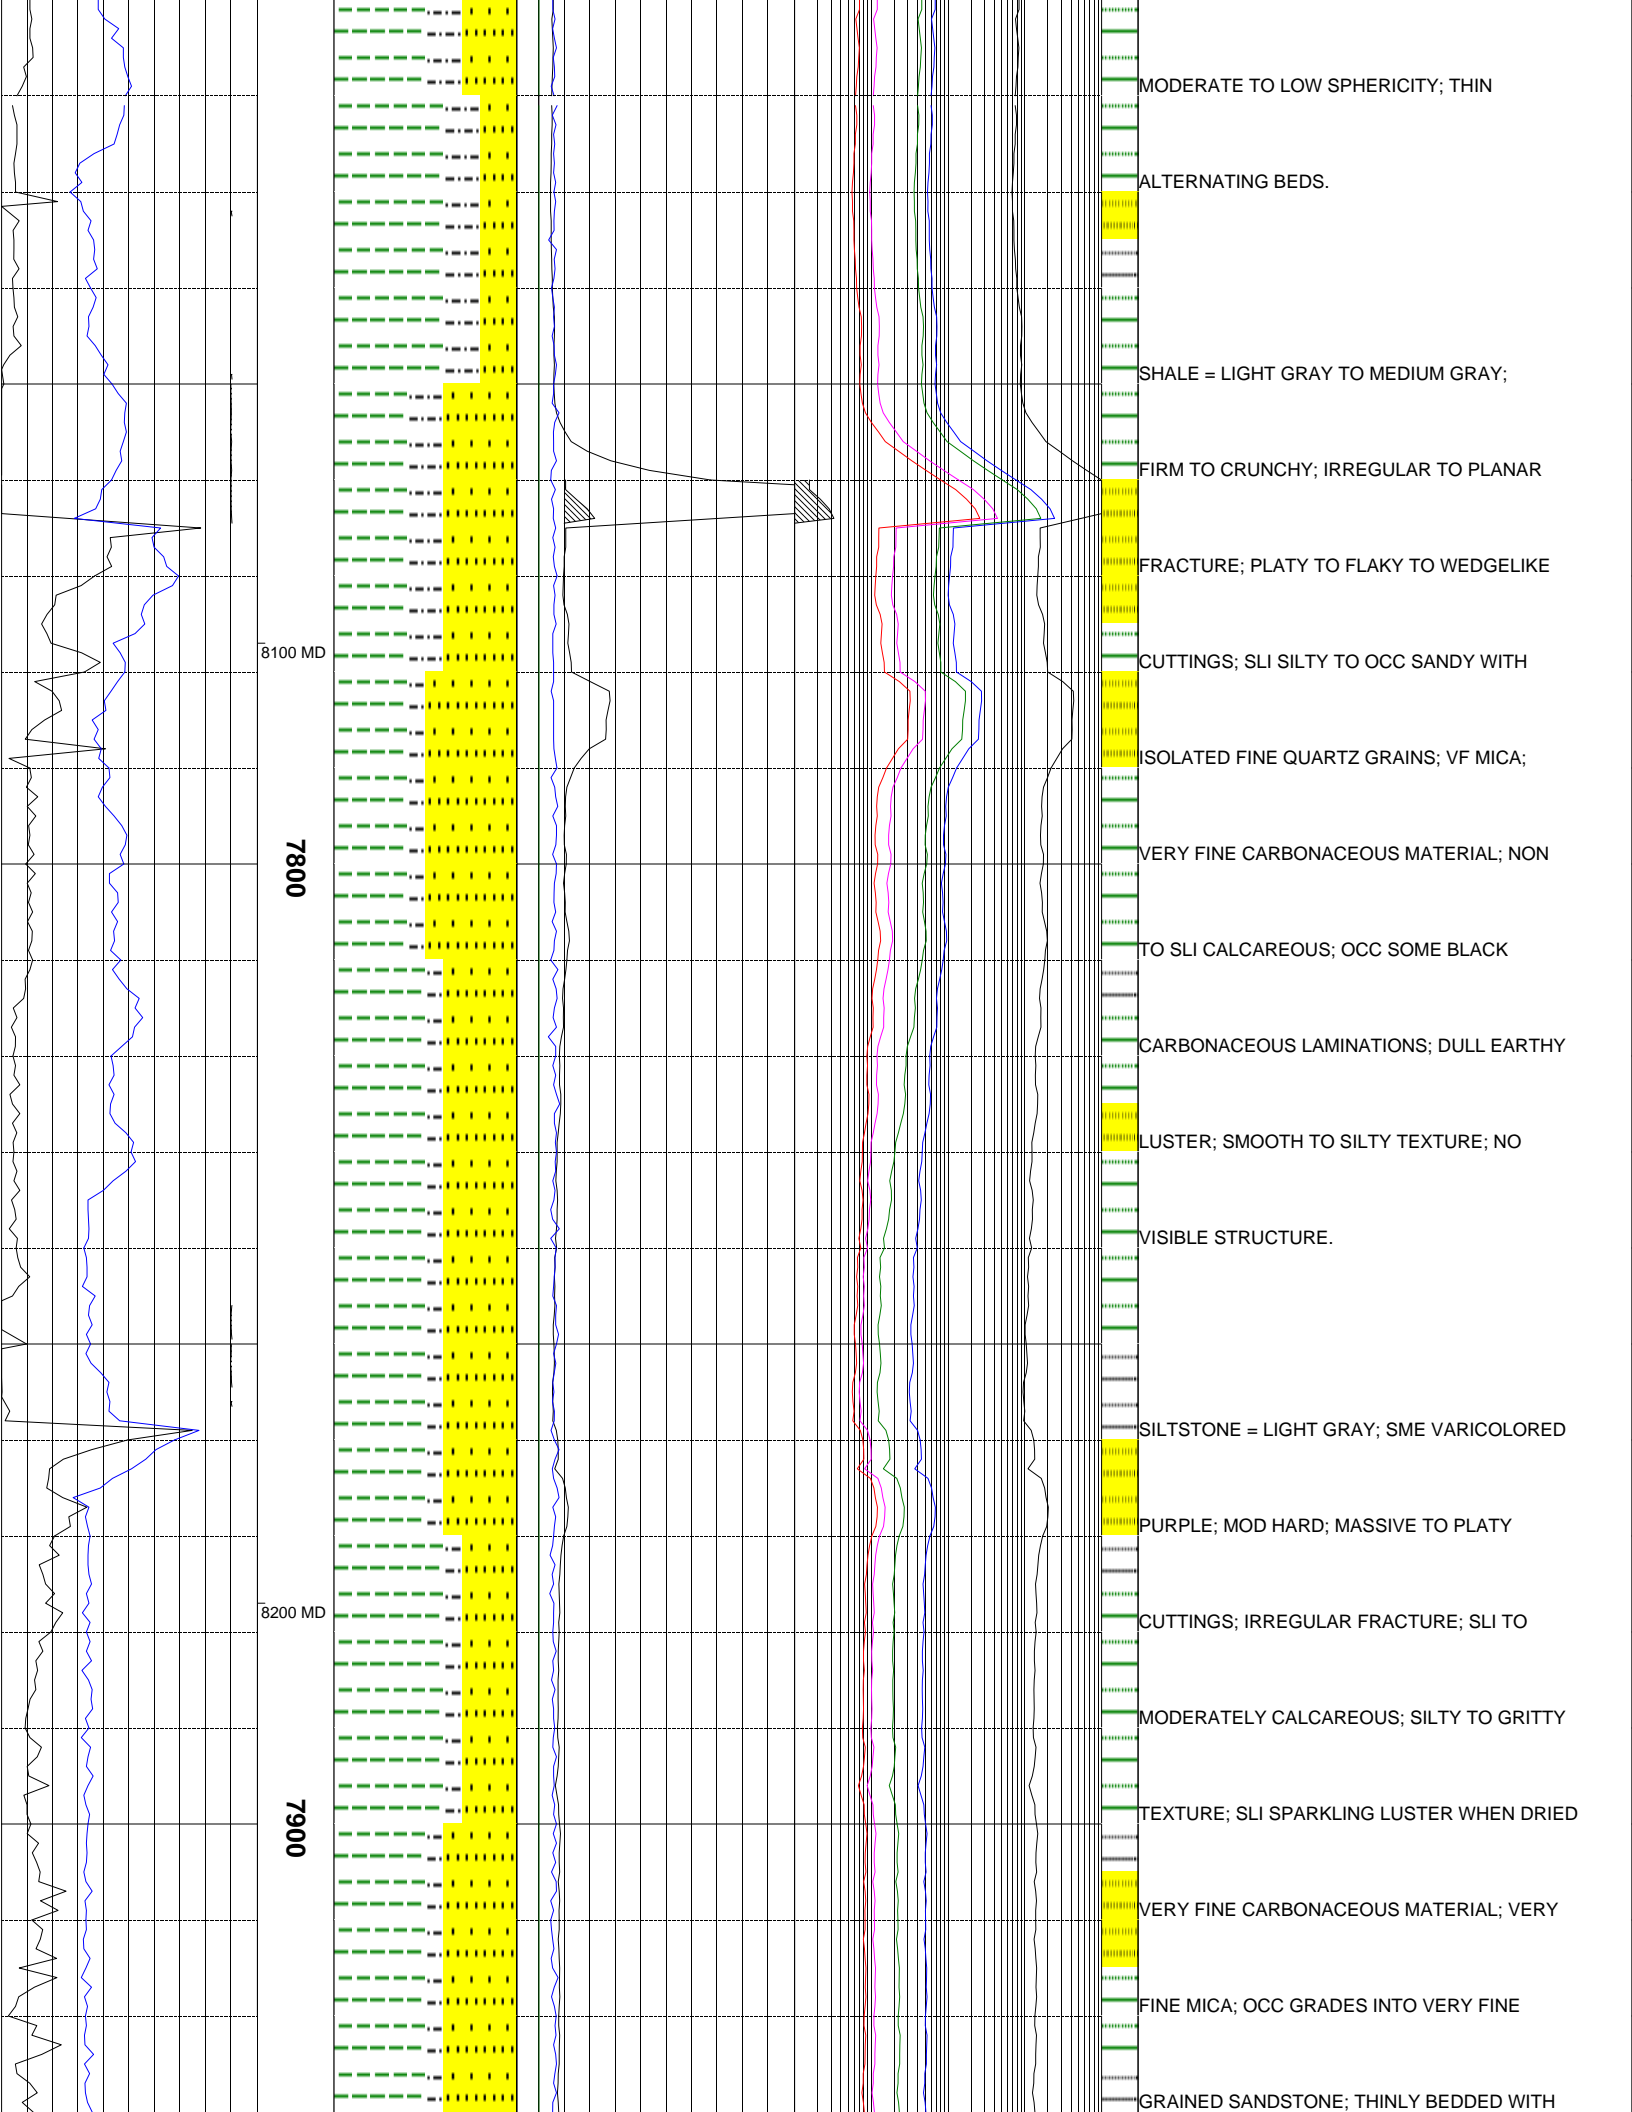 MODERATE TO LOW SPHERICITY; THIN
ALTERNATING BEDS.
SHALE = LIGHT GRAY TO MEDIUM GRAY;
FIRM TO CRUNCHY; IRREGULAR TO PLANAR
FRACTURE; PLATY TO FLAKY TO WEDGELIKE
8100 MD
CUTTINGS; SLI SILTY TO OCC SANDY WITH
ISOLATED FINE QUARTZ GRAINS; VF MICA;
7800
VERY FINE CARBONACEOUS MATERIAL; NON
TO SLI CALCAREOUS; OCC SOME BLACK
CARBONACEOUS LAMINATIONS; DULL EARTHY
LUSTER; SMOOTH TO SILTY TEXTURE; NO
VISIBLE STRUCTURE.
SILTSTONE = LIGHT GRAY; SME VARICOLORED
PURPLE; MOD HARD; MASSIVE TO PLATY
8200 MD
CUTTINGS; IRREGULAR FRACTURE; SLI TO
MODERATELY CALCAREOUS; SILTY TO GRITTY
TEXTURE; SLI SPARKLING LUSTER WHEN DRIED
7900
VERY FINE CARBONACEOUS MATERIAL; VERY
FINE MICA; OCC GRADES INTO VERY FINE
GRAINED SANDSTONE; THINLY BEDDED WITH